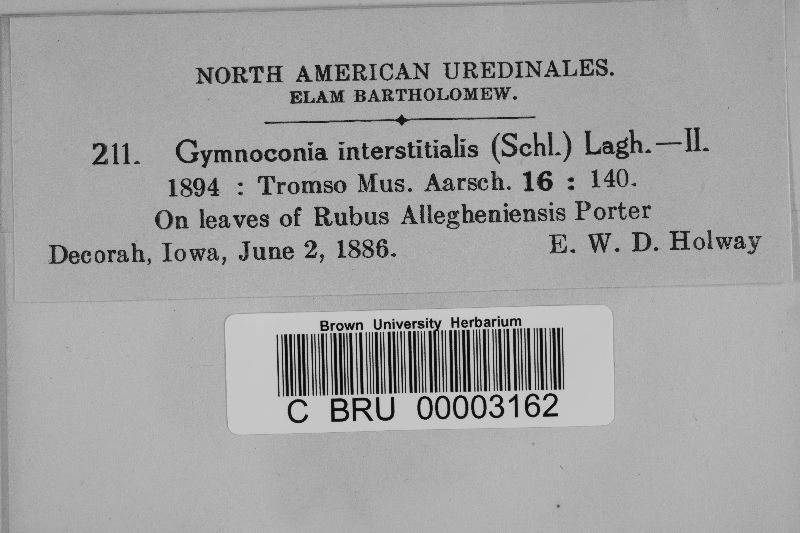 NORTH AMERICAN UREDINALES.
ELAM BARTHOLOMEW.
211. Gymnoconia interstitialis (Schl.) Lagh.—II.
1894 : Tromso Mus. Aarsch. 16 : 140.
On leaves of Rubus Allegheniensis Porter
Decorah, Iowa, June 2, 1886. E. W. D. Holway
Brown University Herbarium
C BRU 00003162